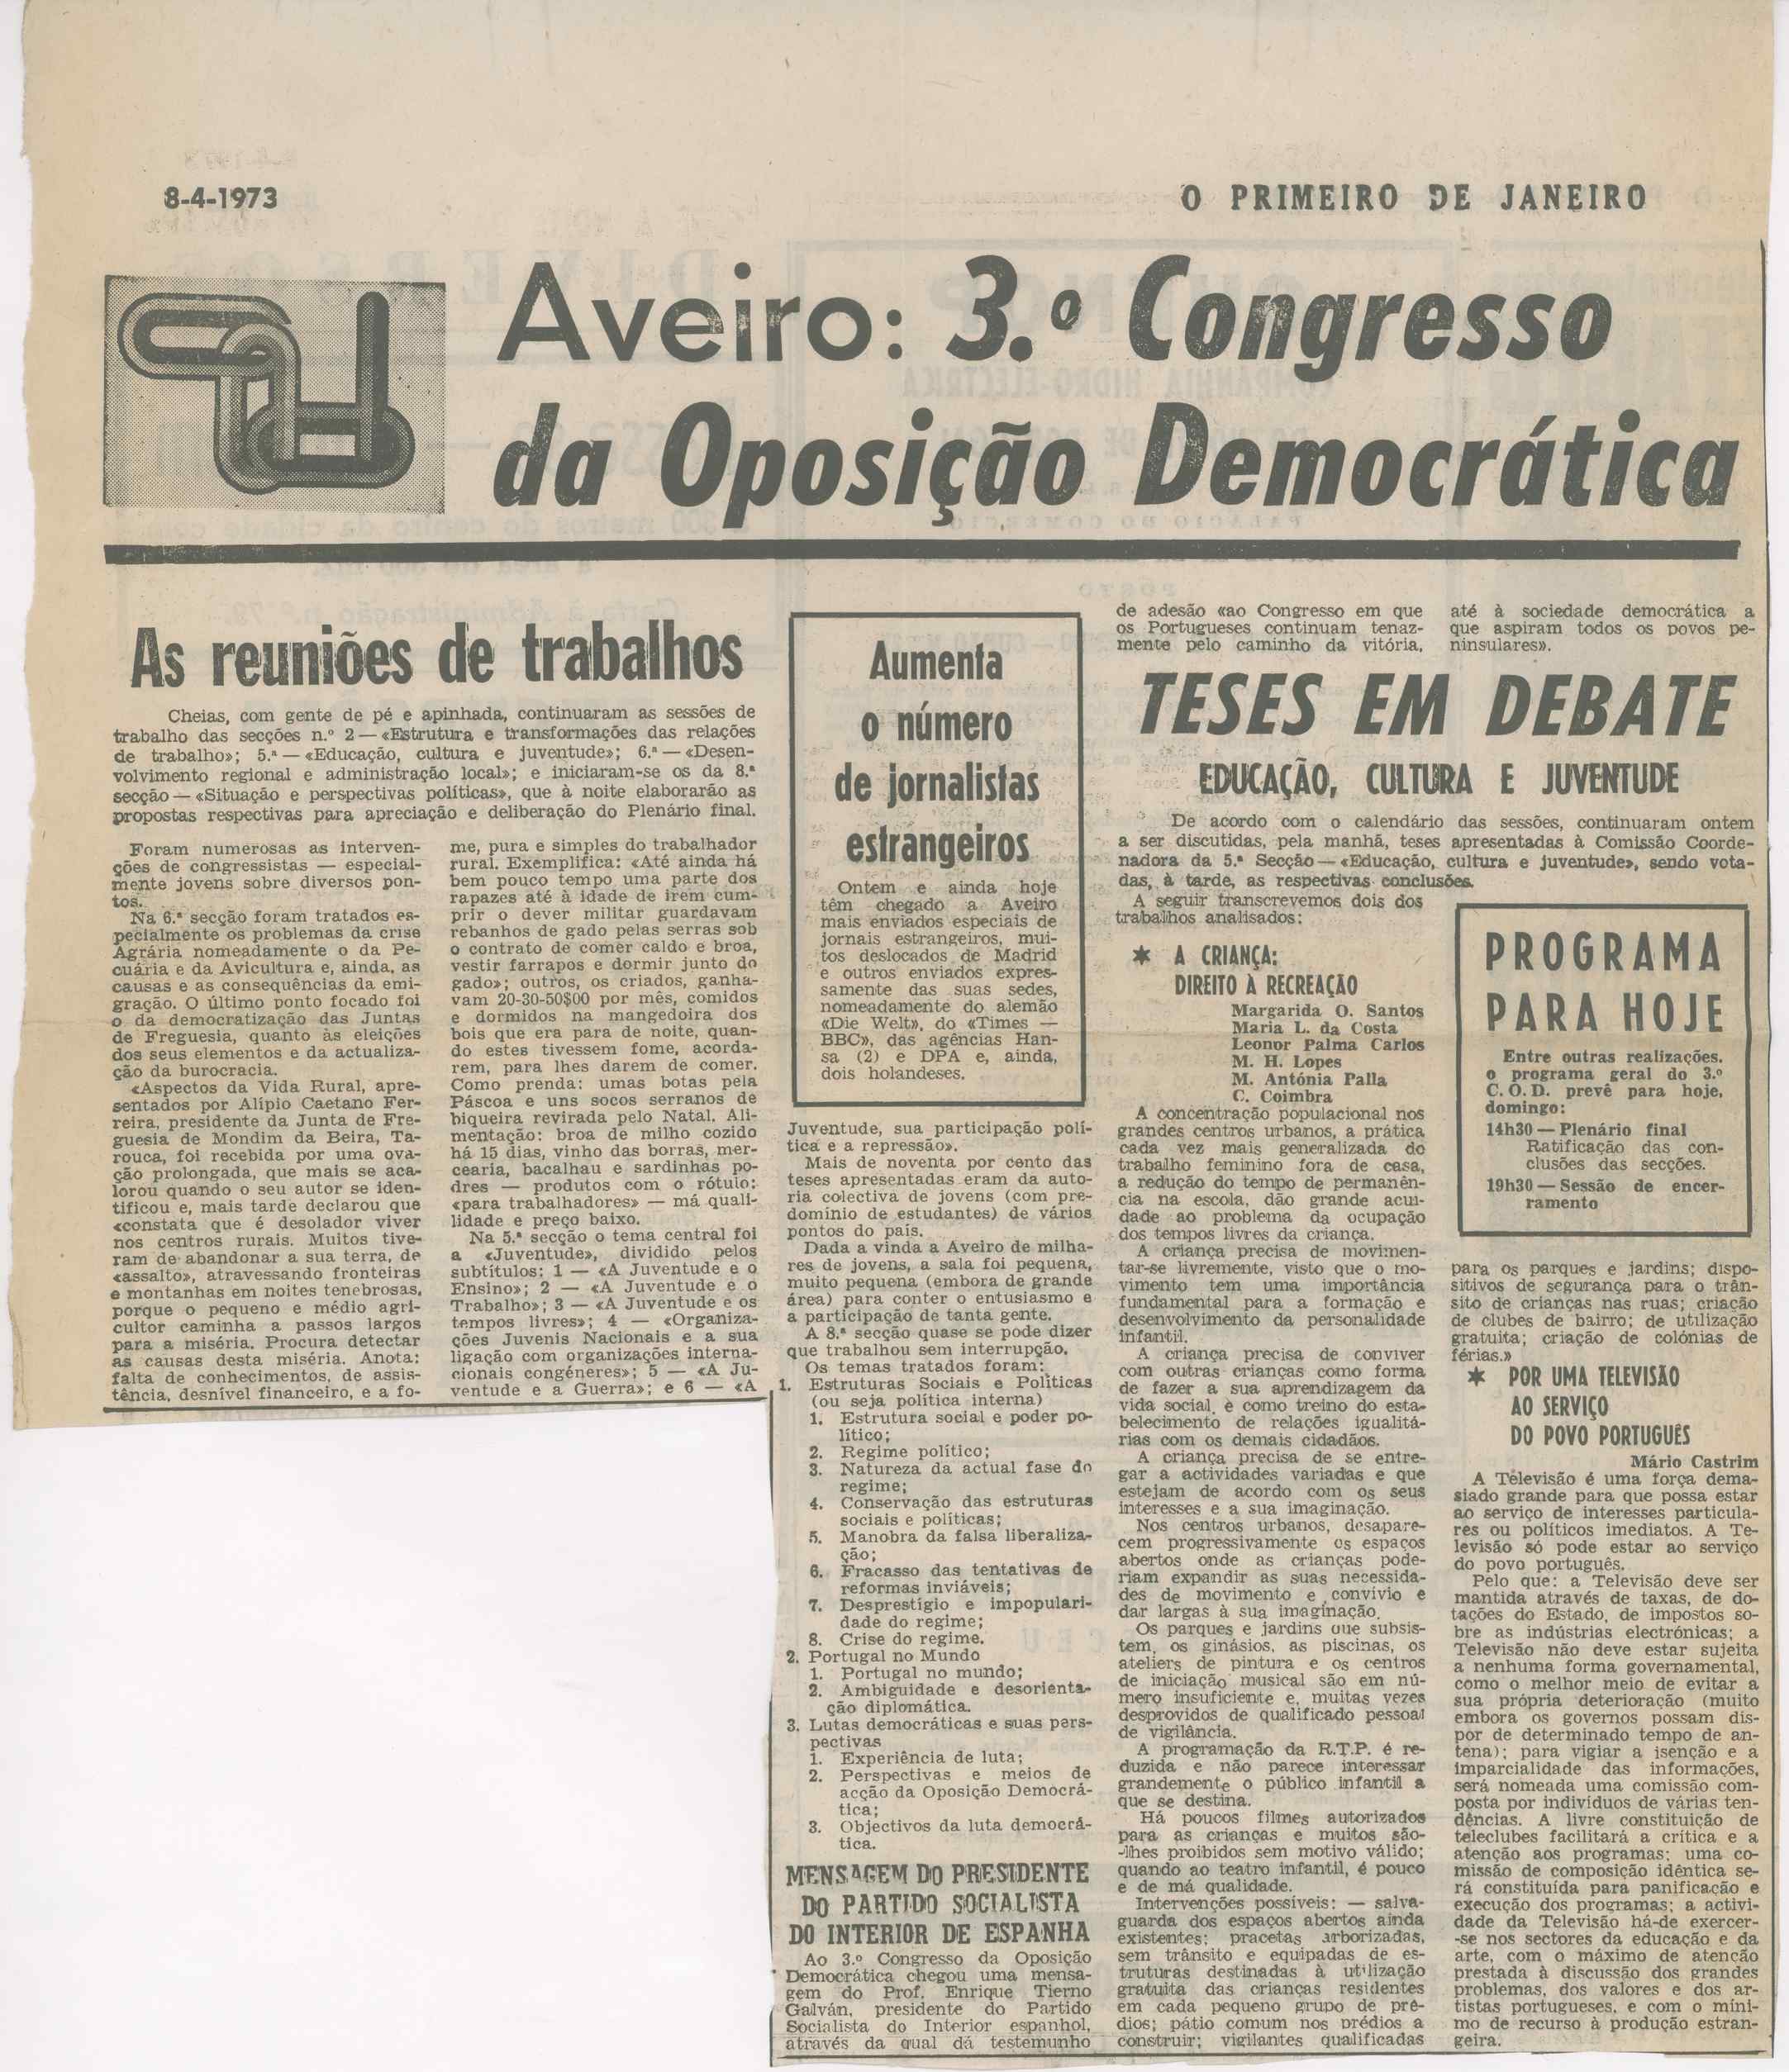 8-4-1973
O PRIMEIRO DE JANEIRO
Aveiro: 3.º Congresso
da Oposição Democrática
As reuniões de trabalhos
Cheias, com gente de pé e apinhada, continuaram as sessões de
trabalho das secções n.º 2 — «Estrutura e transformações das relações
de trabalho»; 5.ª — «Educação, cultura e juventude»; 6.ª — «Desen-
volvimento regional e administração local»; e iniciaram-se os da 8.ª
secção — «Situação e perspectivas políticas», que à noite elaborarão as
propostas respectivas para apreciação e deliberação do Plenário final.
Foram numerosas as interven-
ções de congressistas — especial-
mente jovens sobre diversos pon-
tos.
Na 6.ª secção foram tratados es-
pecialmente os problemas da crise
Agrária nomeadamente o da Pe-
cuária e da Avicultura e, ainda, as
causas e as consequências da emi-
gração. O último ponto focado foi
o da democratização das Juntas
de Freguesia, quanto às eleições
dos seus elementos e da actualiza-
ção da burocracia.
«Aspectos da Vida Rural, apre-
sentados por Alípio Caetano Fer-
reira, presidente da Junta de Fre-
guesia de Mondim da Beira, Ta-
rouca, foi recebida por uma ova-
ção prolongada, que mais se aca-
lorou quando o seu autor se iden-
tificou e, mais tarde declarou que
«constata que é desolador viver
nos centros rurais. Muitos tive-
ram de abandonar a sua terra, de
«assalto», atravessando fronteiras
e montanhas em noites tenebrosas,
porque o pequeno e médio agri-
cultor caminha a passos largos
para a miséria. Procura detectar
as causas desta miséria. Anota:
falta de conhecimentos, de assis-
tência, desnível financeiro, e a fo-
me, pura e simples do trabalhador
rural. Exemplifica: «Até ainda há
bem pouco tempo uma parte dos
rapazes até à idade de irem cum-
prir o dever militar guardavam
rebanhos de gado pelas serras sob
o contrato de comer caldo e broa,
vestir farrapos e dormir junto do
gado»; outros, os criados, ganha-
vam 20-30-50$00 por mês, comidos
e dormidos na mangedoira dos
bois que era para de noite, quan-
do estes tivessem fome, acorda-
rem, para lhes darem de comer.
Como prenda: umas botas pela
Páscoa e uns socos serranos de
biqueira revirada pelo Natal. Ali-
mentação: broa de milho cozido
há 15 dias, vinho das borras, mer-
cearia, bacalhau e sardinhas po-
dres — produtos com o rótulo:
«para trabalhadores» — má quali-
lidade e preço baixo.
Na 5.ª secção o tema central foi
a «Juventude», dividido pelos
subtítulos: 1 — «A Juventude e o
Ensino»; 2 — «A Juventude e o
Trabalho»; 3 — «A Juventude e os
tempos livres»; 4 — «Organiza-
ções Juvenis Nacionais e a sua
ligação com organizações interna-
cionais congéneres»; 5 — «A Ju-
ventude e a Guerra»; e 6 — «A
Aumenta
o número
de jornalistas
estrangeiros
Ontem e ainda hoje
têm chegado a Aveiro
mais enviados especiais de
jornais estrangeiros, mui-
tos deslocados de Madrid
e outros enviados expres-
samente das suas sedes,
nomeadamente do alemão
«Die Welt», do «Times —
BBC», das agências Han-
sa (2) e DPA e, ainda,
dois holandeses.
Juventude, sua participação polí-
tica e a repressão».
Mais de noventa por cento das
teses apresentadas eram da auto-
ria colectiva de jovens (com pre-
domínio de estudantes) de vários
pontos do país.
Dada a vinda a Aveiro de milha-
res de jovens, a sala foi pequena,
muito pequena (embora de grande
área) para conter o entusiasmo e
a participação de tanta gente.
A 8.ª secção quase se pode dizer
que trabalhou sem interrupção.
Os temas tratados foram:
1. Estruturas Sociais e Políticas
(ou seja política interna)
1. Estrutura social e poder po-
lítico;
2. Regime político;
3. Natureza da actual fase do
regime;
4. Conservação das estruturas
sociais e políticas;
5. Manobra da falsa liberaliza-
ção;
6. Fracasso das tentativas de
reformas inviáveis;
7. Desprestígio e impopulari-
dade do regime;
8. Crise do regime.
2. Portugal no Mundo
1. Portugal no mundo;
2. Ambiguidade e desorienta-
ção diplomática.
3. Lutas democráticas e suas pers-
pectivas
1. Experiência de luta;
2. Perspectivas e meios de
acção da Oposição Democrá-
tica;
3. Objectivos da luta democrá-
tica.
MENSAGEM DO PRESIDENTE
DO PARTIDO SOCIALISTA
DO INTERIOR DE ESPANHA
Ao 3.º Congresso da Oposição
Democrática chegou uma mensa-
gem do Prof. Enrique Tierno
Galván, presidente do Partido
Socialista do Interior espanhol,
através da qual dá testemunho
de adesão «ao Congresso em que
os Portugueses continuam tenaz-
mente pelo caminho da vitória,
até à sociedade democrática a
que aspiram todos os povos pe-
ninsulares».
TESES EM DEBATE
EDUCAÇÃO, CULTURA E JUVENTUDE
De acordo com o calendário das sessões, continuaram ontem
a ser discutidas, pela manhã, teses apresentadas à Comissão Coorde-
nadora da 5.ª Secção — «Educação, cultura e juventude», sendo vota-
das, à tarde, as respectivas conclusões.
A seguir transcrevemos dois dos
trabalhos analisados:
* A CRIANÇA:
DIREITO À RECREAÇÃO
Margarida O. Santos
Maria L. da Costa
Leonor Palma Carlos
M. H. Lopes
M. Antónia Palla
C. Coimbra
A concentração populacional nos
grandes centros urbanos, a prática
cada vez mais generalizada do
trabalho feminino fora de casa,
a redução do tempo de permanên-
cia na escola, dão grande acui-
dade ao problema da ocupação
dos tempos livres da criança.
A criança precisa de movimen-
tar-se livremente, visto que o mo-
vimento tem uma importância
fundamental para a formação e
desenvolvimento da personalidade
infantil.
A criança precisa de conviver
com outras crianças como forma
de fazer a sua aprendizagem da
vida social, e como treino do esta-
belecimento de relações igualitá-
rias com os demais cidadãos.
A criança precisa de se entre-
gar a actividades variadas e que
estejam de acordo com os seus
interesses e a sua imaginação.
Nos centros urbanos, desapare-
cem progressivamente os espaços
abertos onde as crianças pode-
riam expandir as suas necessida-
des de movimento e convívio e
dar largas à sua imaginação.
Os parques e jardins que subsis-
tem, os ginásios, as piscinas, os
ateliers de pintura e os centros
de iniciação musical são em nú-
mero insuficiente e, muitas vezes
desprovidos de qualificado pessoal
de vigilância.
A programação da R.T.P. é re-
duzida e não parece interessar
grandemente o público infantil a
que se destina.
Há poucos filmes autorizados
para as crianças e muitos são-
-lhes proibidos sem motivo válido;
quando ao teatro infantil, é pouco
e de má qualidade.
Intervenções possíveis: — salva-
guarda dos espaços abertos ainda
existentes; pracetas arborizadas,
sem trânsito e equipadas de es-
truturas destinadas à utilização
gratuita das crianças residentes
em cada pequeno grupo de pré-
dios; pátio comum nos prédios a
construir; vigilantes qualificadas
PROGRAMA
PARA HOJE
Entre outras realizações,
o programa geral do 3.º
C. O. D. prevê para hoje,
domingo:
14h30 — Plenário final
Ratificação das con-
clusões das secções.
19h30 — Sessão de encer-
ramento
para os parques e jardins; dispo-
sitivos de segurança para o trân-
sito de crianças nas ruas; criação
de clubes de bairro; de utilização
gratuita; criação de colónias de
férias.»
* POR UMA TELEVISÃO
AO SERVIÇO
DO POVO PORTUGUÊS
Mário Castrim
A Televisão é uma força dema-
siado grande para que possa estar
ao serviço de interesses particula-
res ou políticos imediatos. A Te-
levisão só pode estar ao serviço
do povo português.
Pelo que: a Televisão deve ser
mantida através de taxas, de do-
tações do Estado, de impostos so-
bre as indústrias electrónicas; a
Televisão não deve estar sujeita
a nenhuma forma governamental,
como o melhor meio de evitar a
sua própria deterioração (muito
embora os governos possam dis-
por de determinado tempo de an-
tena); para vigiar a isenção e a
imparcialidade das informações,
será nomeada uma comissão com-
posta por indivíduos de várias ten-
dências. A livre constituição de
teleclubes facilitará a crítica e a
atenção aos programas; uma co-
missão de composição idêntica se-
rá constituída para panificação e
execução dos programas; a activi-
dade da Televisão há-de exercer-
-se nos sectores da educação e da
arte, com o máximo de atenção
prestada à discussão dos grandes
problemas, dos valores e dos ar-
tistas portugueses, e com o míni-
mo de recurso à produção estran-
geira.